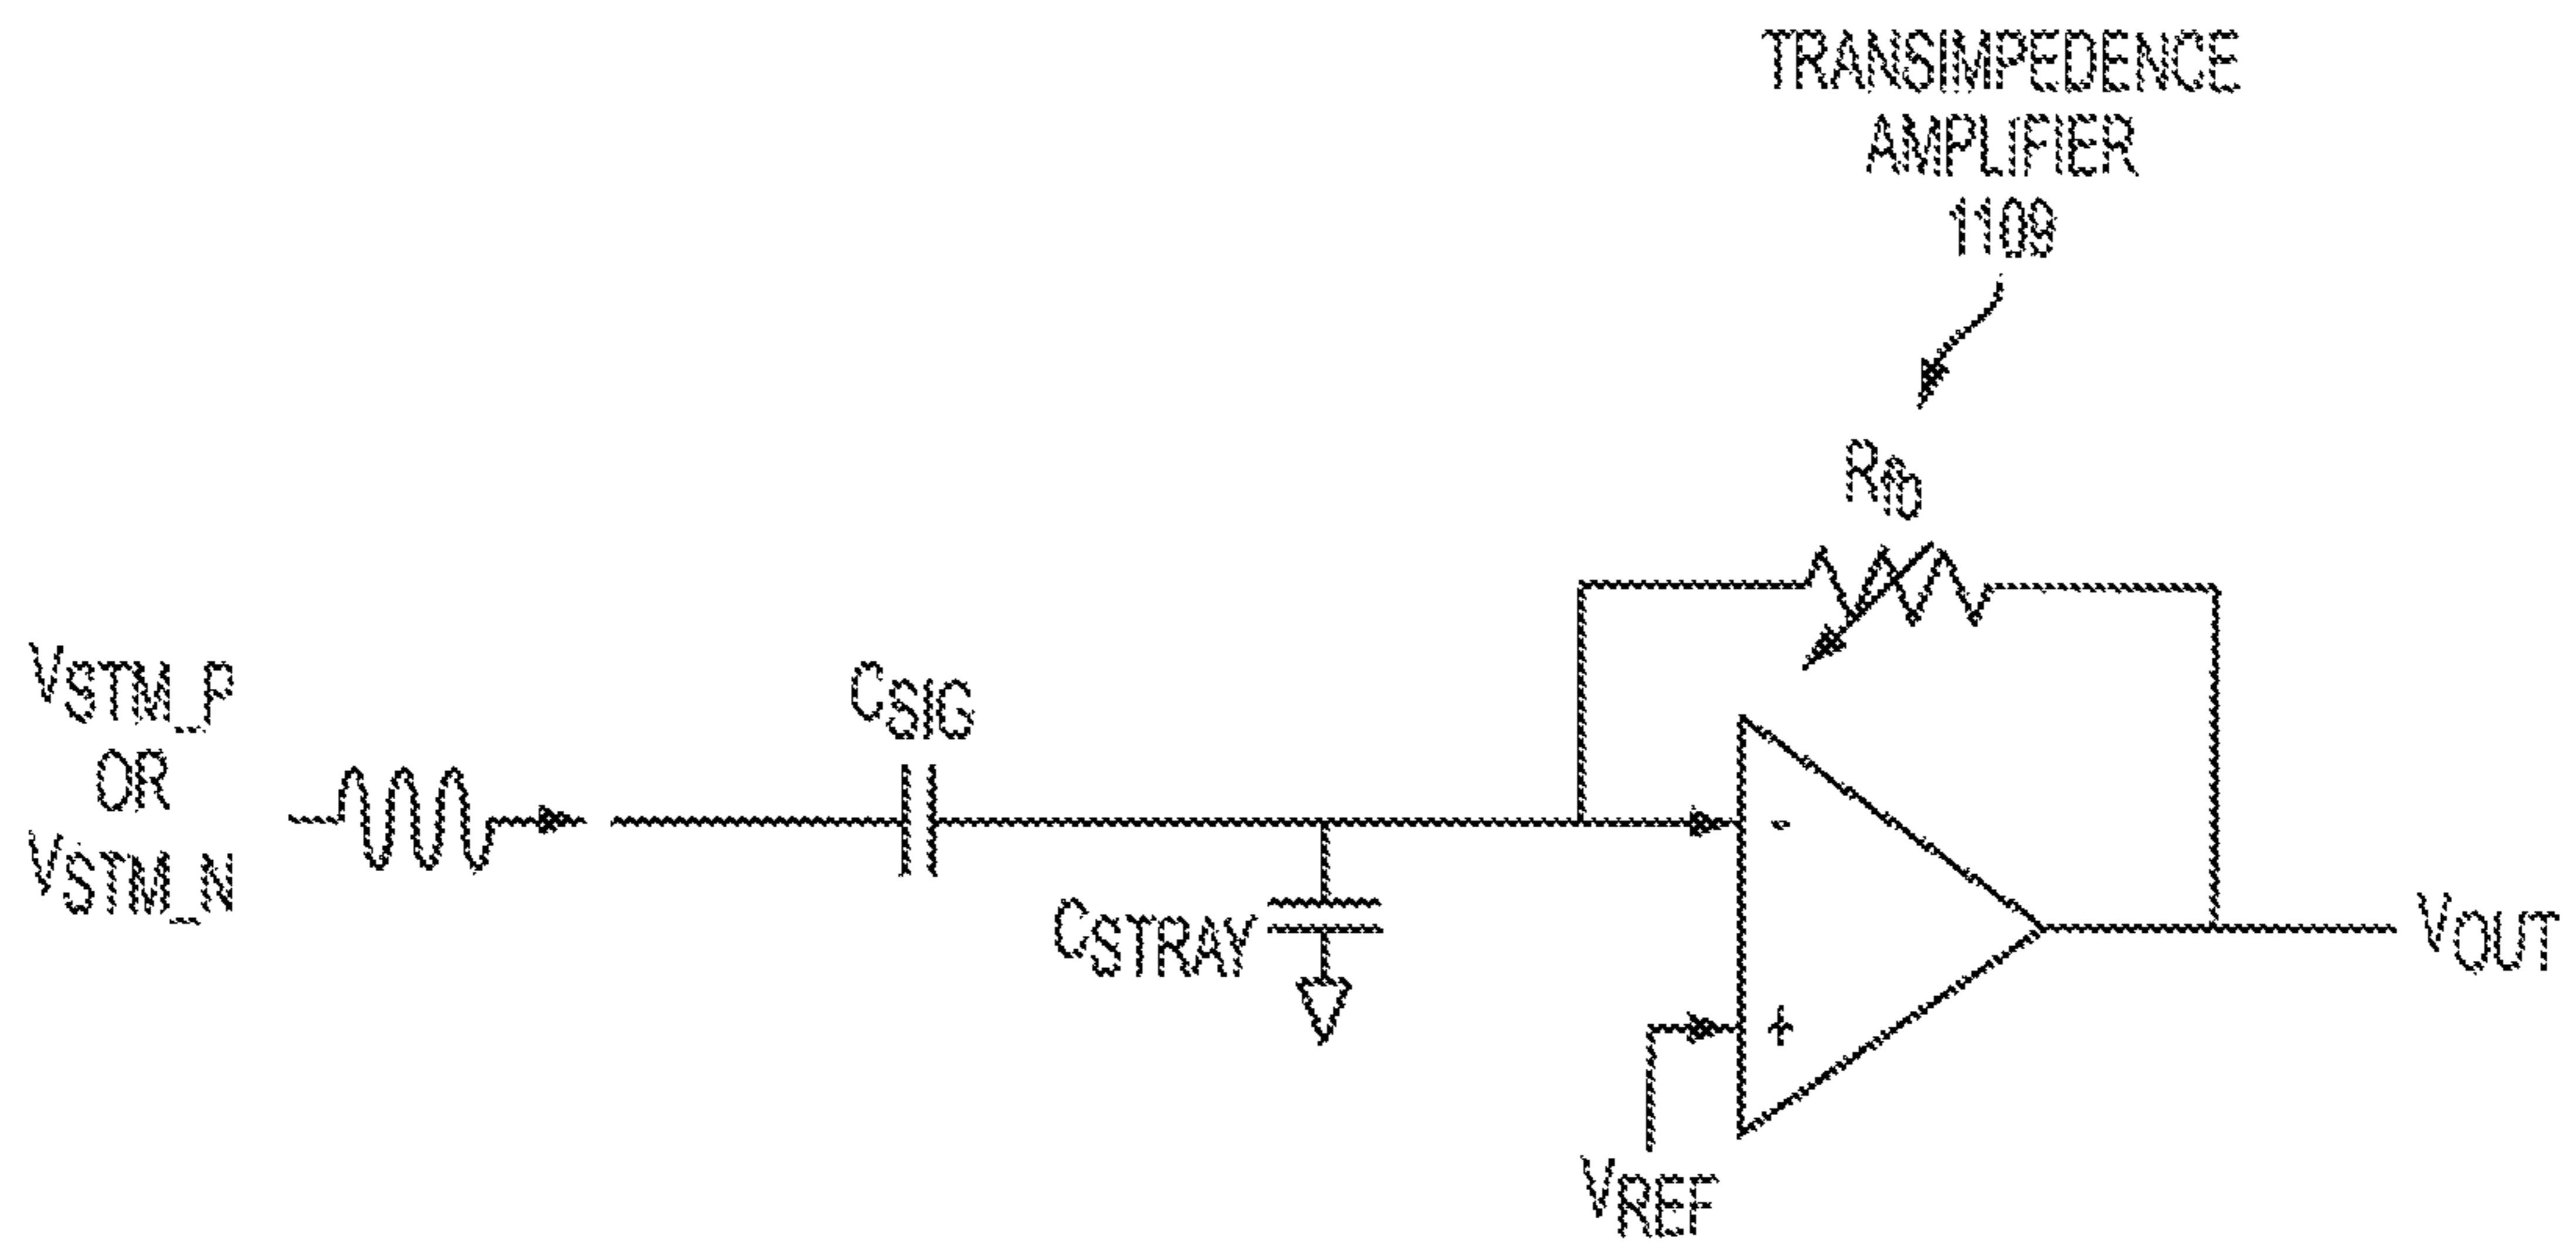 TRANSIMPEDENCE
AMPLIFIER
1109
Rfb
VSTM_P
OR
VSTM_N
CSIG
CSTRAY
-
+
VREF
VOUT